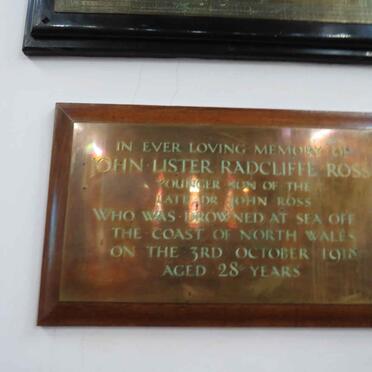 IN EVER LOVING MEMORY OF
JOHN LISTER RADCLIFFE ROSS
YOUNGER SON OF THE
LATE DR JOHN ROSS
WHO WAS DROWNED AT SEA OFF
THE COAST OF NORTH WALES
ON THE 3RD OCTOBER 1918
AGED 28 YEARS